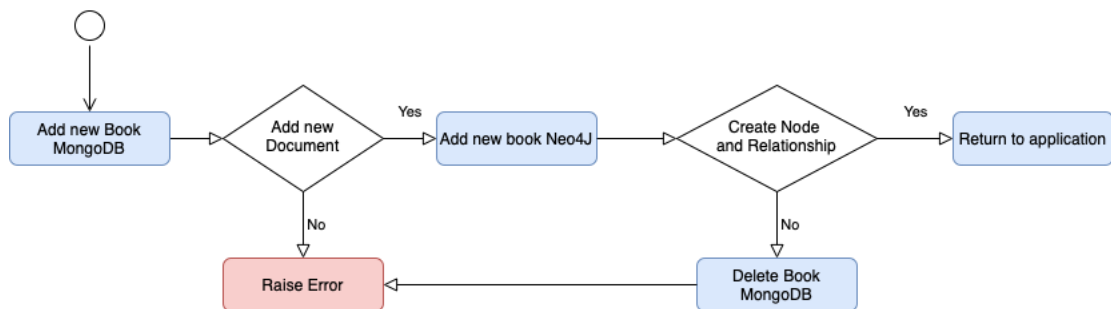 Add new Book
MongoDB
Add new
Document
Yes
Add new book Neo4J
Create Node
and Relationship
Yes
Return to application
No
No
Raise Error
Delete Book
MongoDB